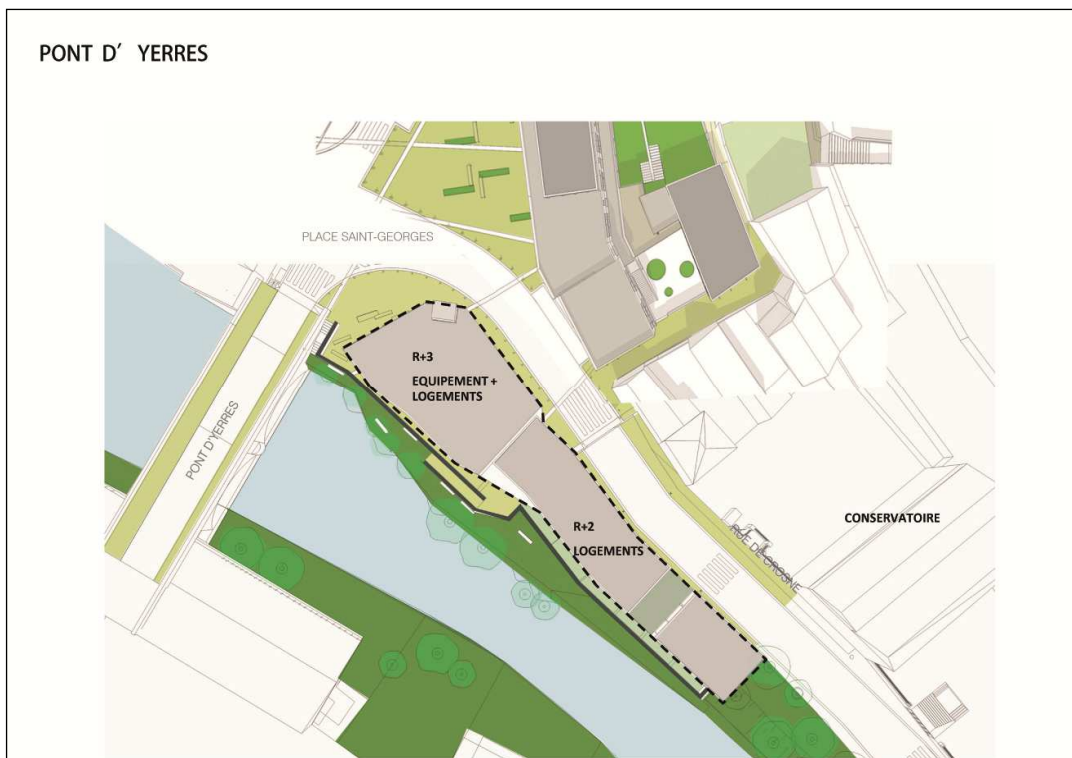 PONT D' YERRES
PLACE SAINT-GEORGES
R+3
EQUIPEMENT +
LOGEMENTS
PONT D'YERRES
R+2
LOGEMENTS
RUE DE CROSNE
CONSERVATOIRE